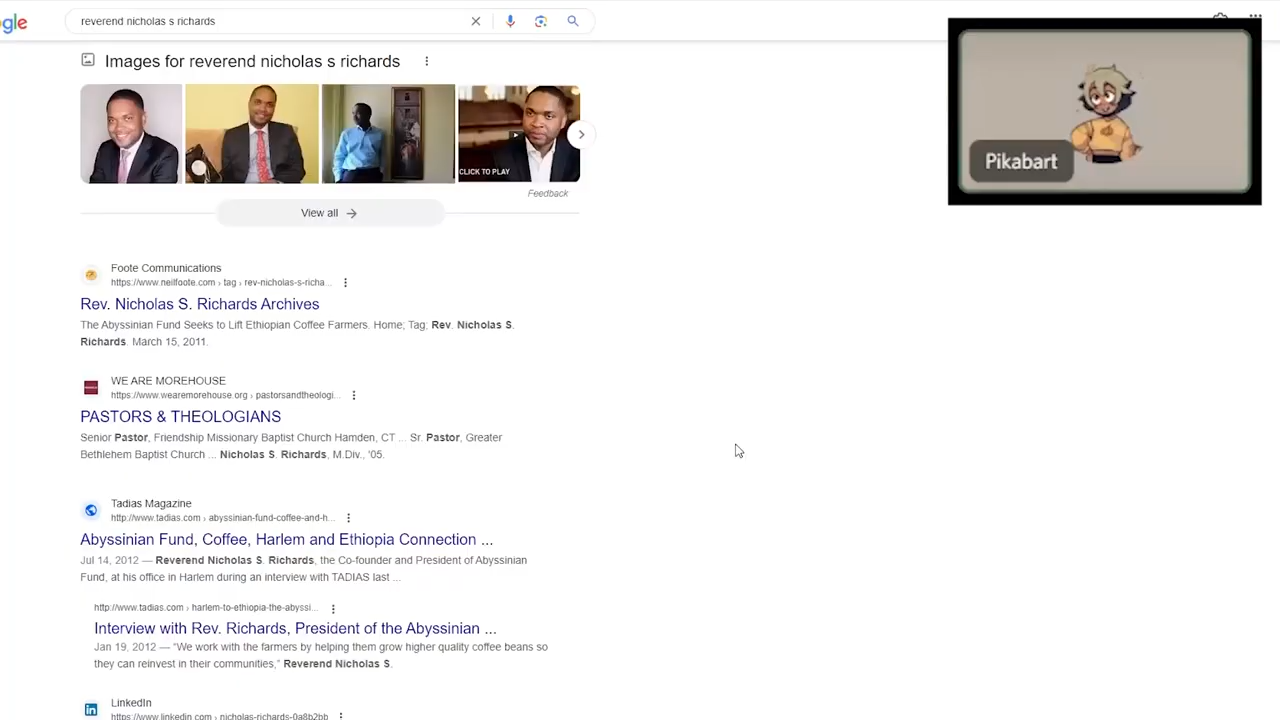 gle
reverend nicholas s richards
Images for reverend nicholas s richards
CLICK TO PLAY
Feedback
View all
Foote Communications
https://www.neilfoote.com › tag › rev-nicholas-s-richa...
Rev. Nicholas S. Richards Archives
The Abyssinian Fund Seeks to Lift Ethiopian Coffee Farmers. Home; Tag; Rev. Nicholas S.
Richards. March 15, 2011.
WE ARE MOREHOUSE
https://www.wearemorehouse.org › pastorsandtheologi...
PASTORS & THEOLOGIANS
Senior Pastor, Friendship Missionary Baptist Church Hamden, CT ... Sr. Pastor, Greater
Bethlehem Baptist Church ... Nicholas S. Richards, M.Div., '05.
Tadias Magazine
http://www.tadias.com › abyssinian-fund-coffee-and-h...
Abyssinian Fund, Coffee, Harlem and Ethiopia Connection ...
Jul 14, 2012 — Reverend Nicholas S. Richards, the Co-founder and President of Abyssinian
Fund, at his office in Harlem during an interview with TADIAS last ...
http://www.tadias.com › harlem-to-ethiopia-the-abyssi...
Interview with Rev. Richards, President of the Abyssinian ...
Jan 19, 2012 — "We work with the farmers by helping them grow higher quality coffee beans so
they can reinvest in their communities," Reverend Nicholas S.
LinkedIn
https://www.linkedin.com › nicholas-richards-0a8b2bb
Pikabart